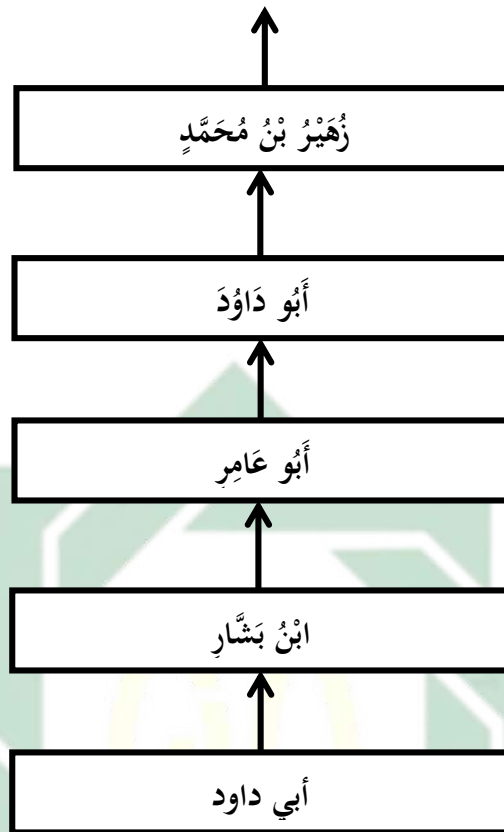 زُهَيْرُ بْنُ مُحَمَّدٍ
أَبُو دَاوُدَ
أَبُو عَامِرٍ
ابْنُ بَشَّارٍ
أبي داود